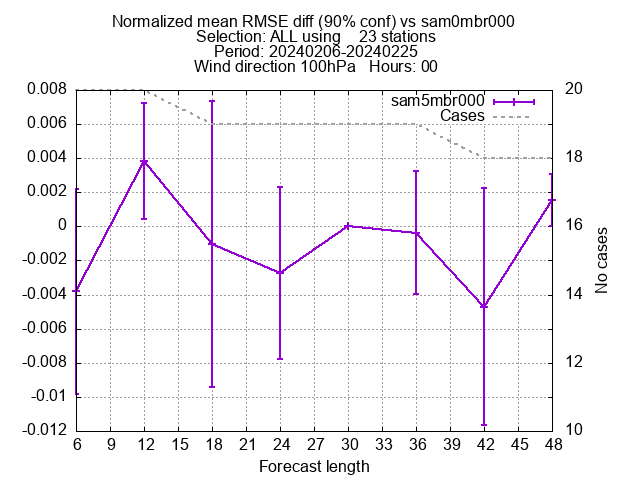 Normalized mean RMSE diff (90% conf) vs sam0mbr000
Selection: ALL using    23 stations
Period: 20240206-20240225
Wind direction 100hPa   Hours: 00
sam5mbr000
Cases
0.008
0.006
0.004
0.002
0
-0.002
-0.004
-0.006
-0.008
-0.01
-0.012
20
18
16
14
12
10
No cases
6 9 12 15 18 21 24 27 30 33 36 39 42 45 48
Forecast length